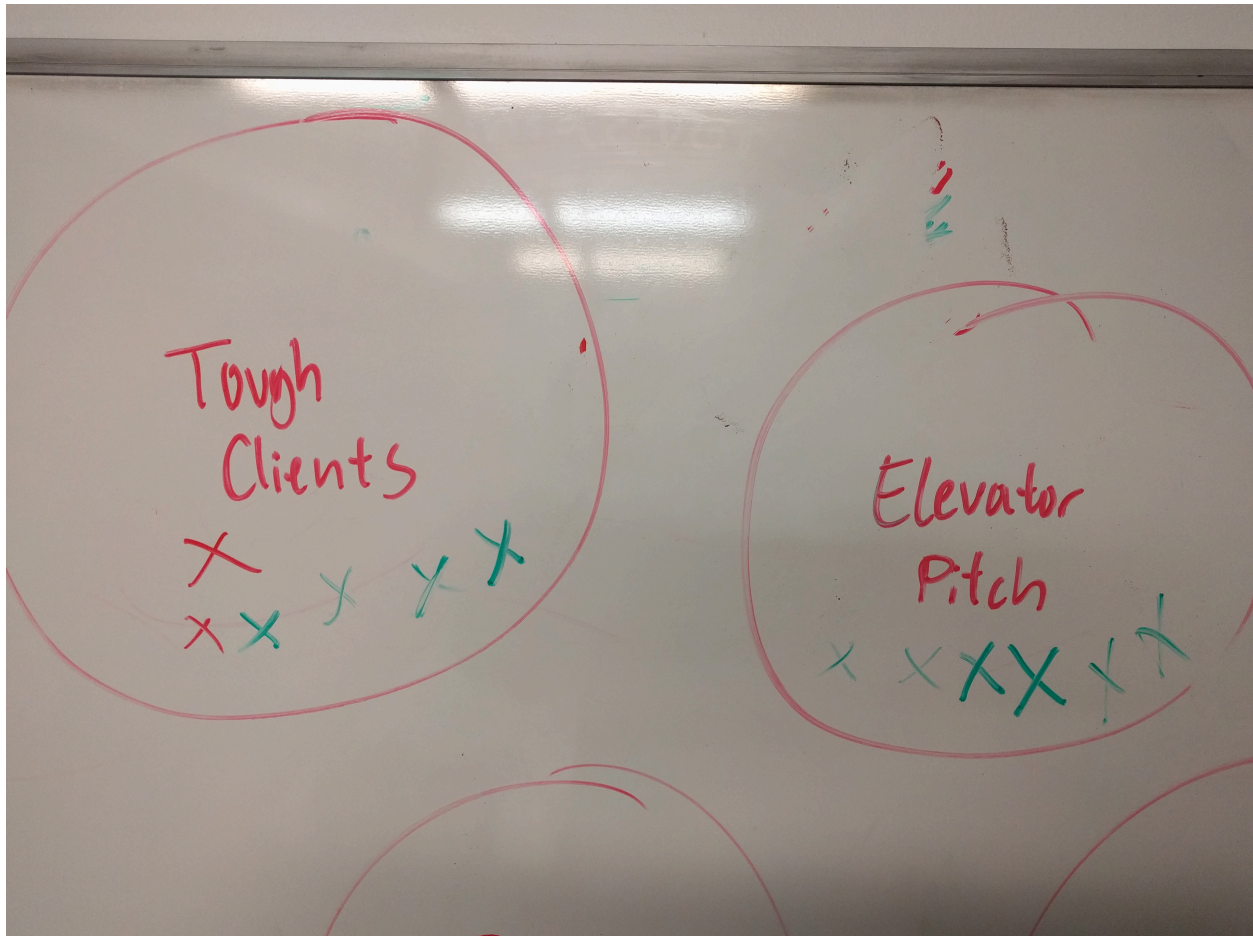 Tough
Clients
X
X X X X X
Elevator
Pitch
X X X X X X